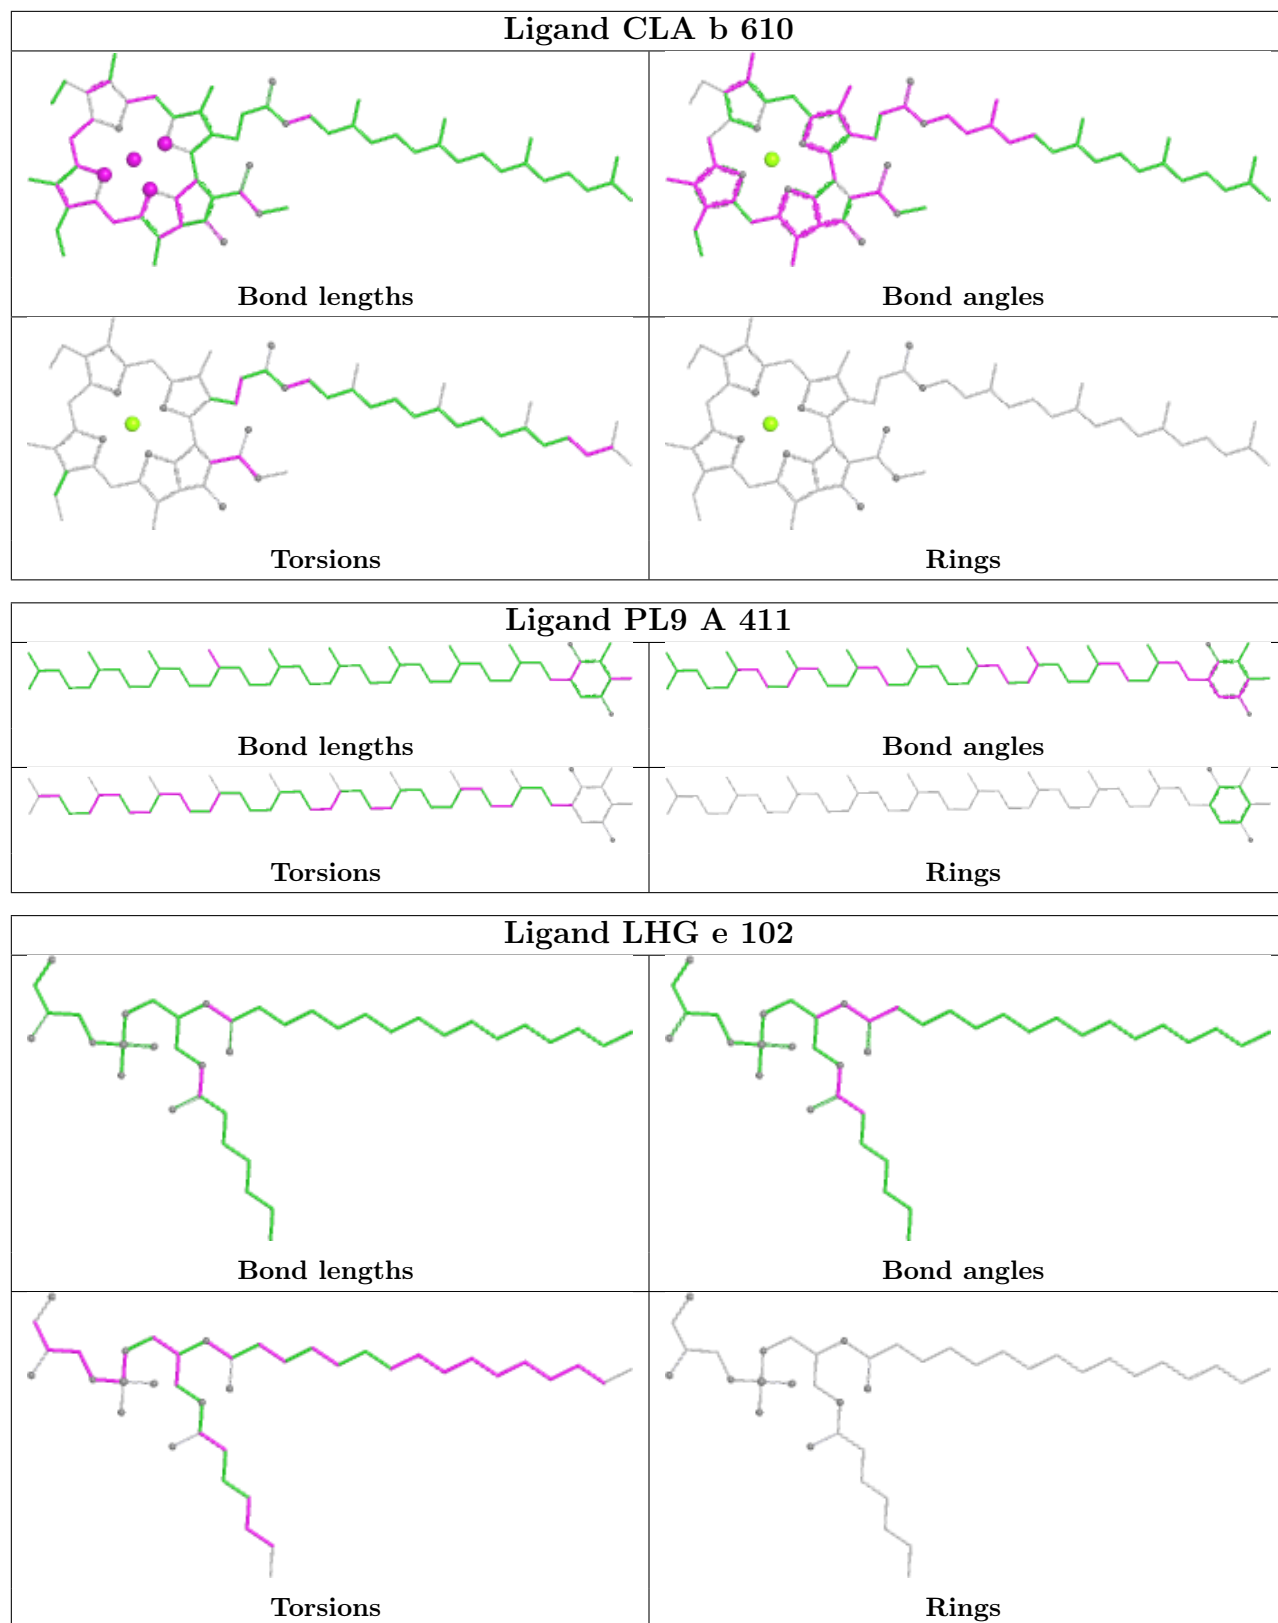 Ligand CLA b 610
Bond lengths
Bond angles
Torsions
Rings
Ligand PL9 A 411
Bond lengths
Bond angles
Torsions
Rings
Ligand LHG e 102
Bond lengths
Bond angles
Torsions
Rings